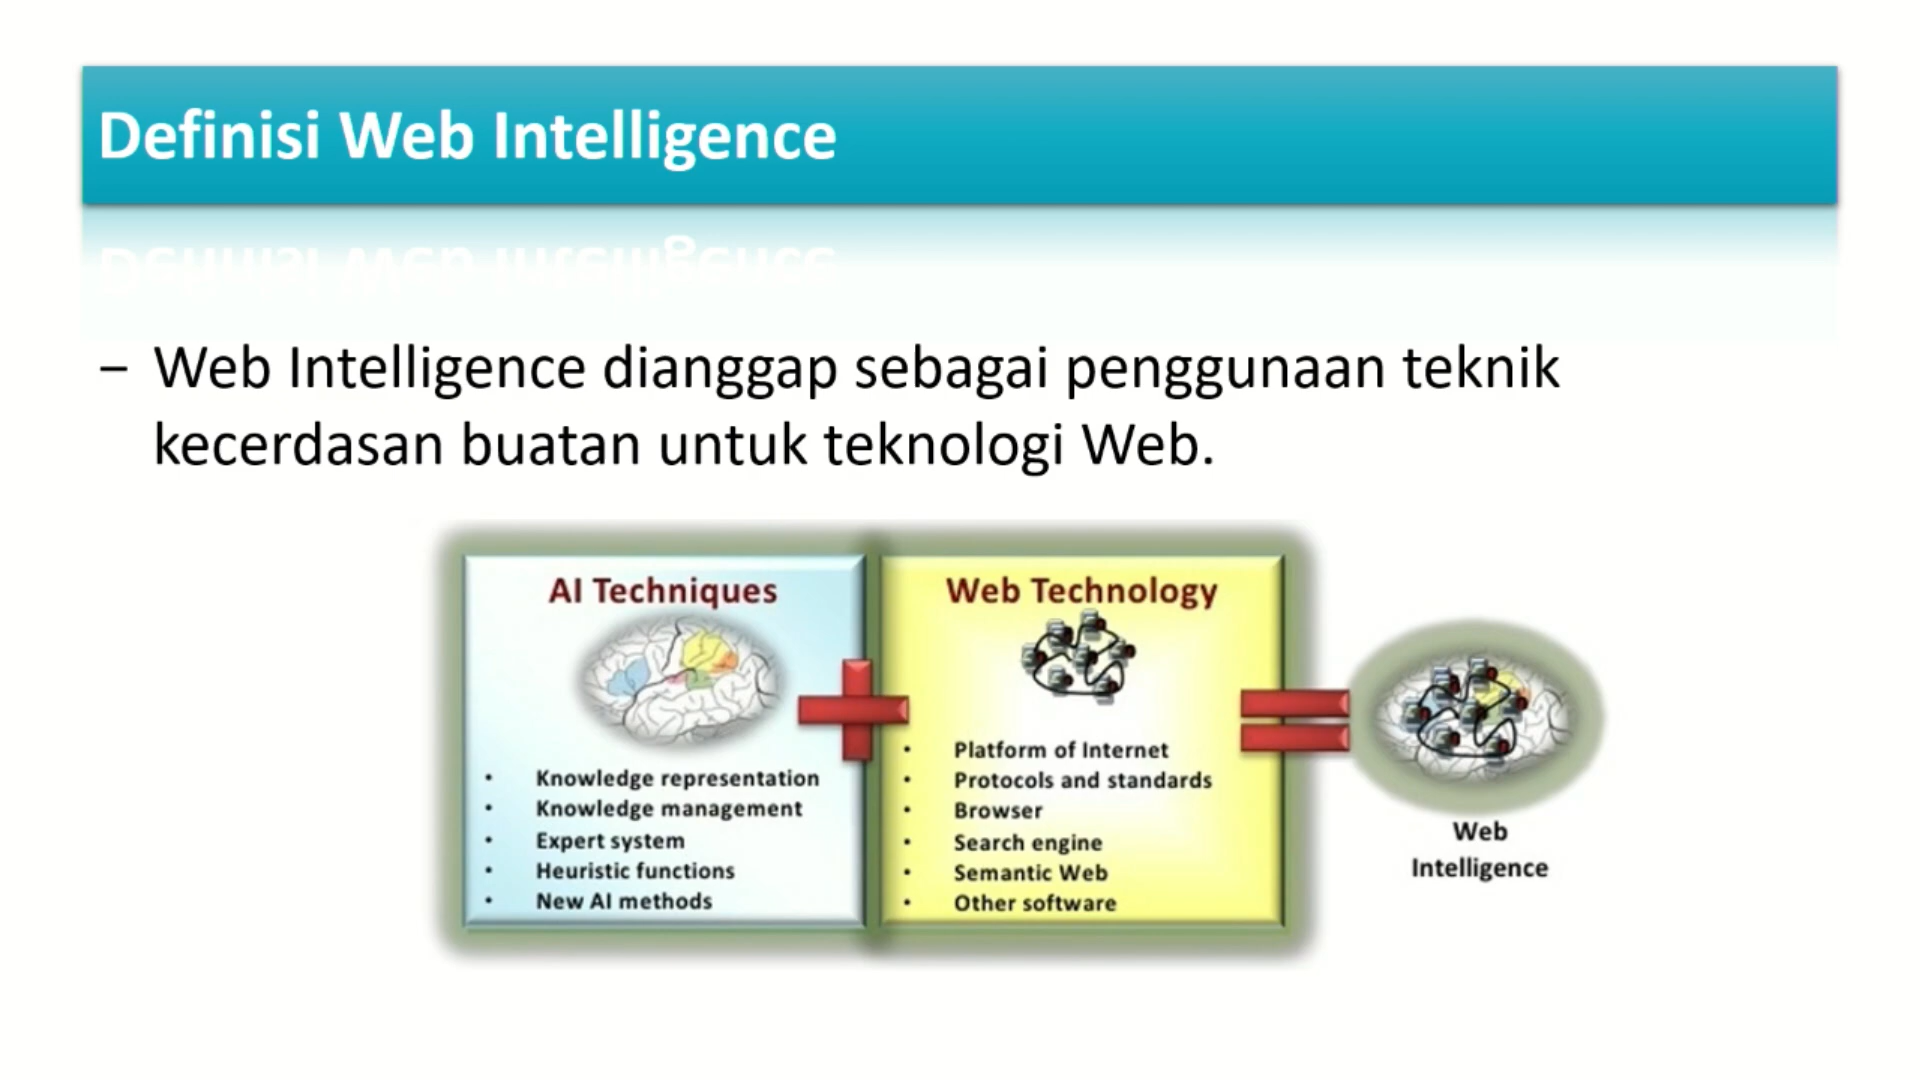 Definisi Web Intelligence
– Web Intelligence dianggap sebagai penggunaan teknik
kecerdasan buatan untuk teknologi Web.
AI Techniques
• Knowledge representation
• Knowledge management
• Expert system
• Heuristic functions
• New AI methods
Web Technology
• Platform of Internet
• Protocols and standards
• Browser
• Search engine
• Semantic Web
• Other software
Web
Intelligence